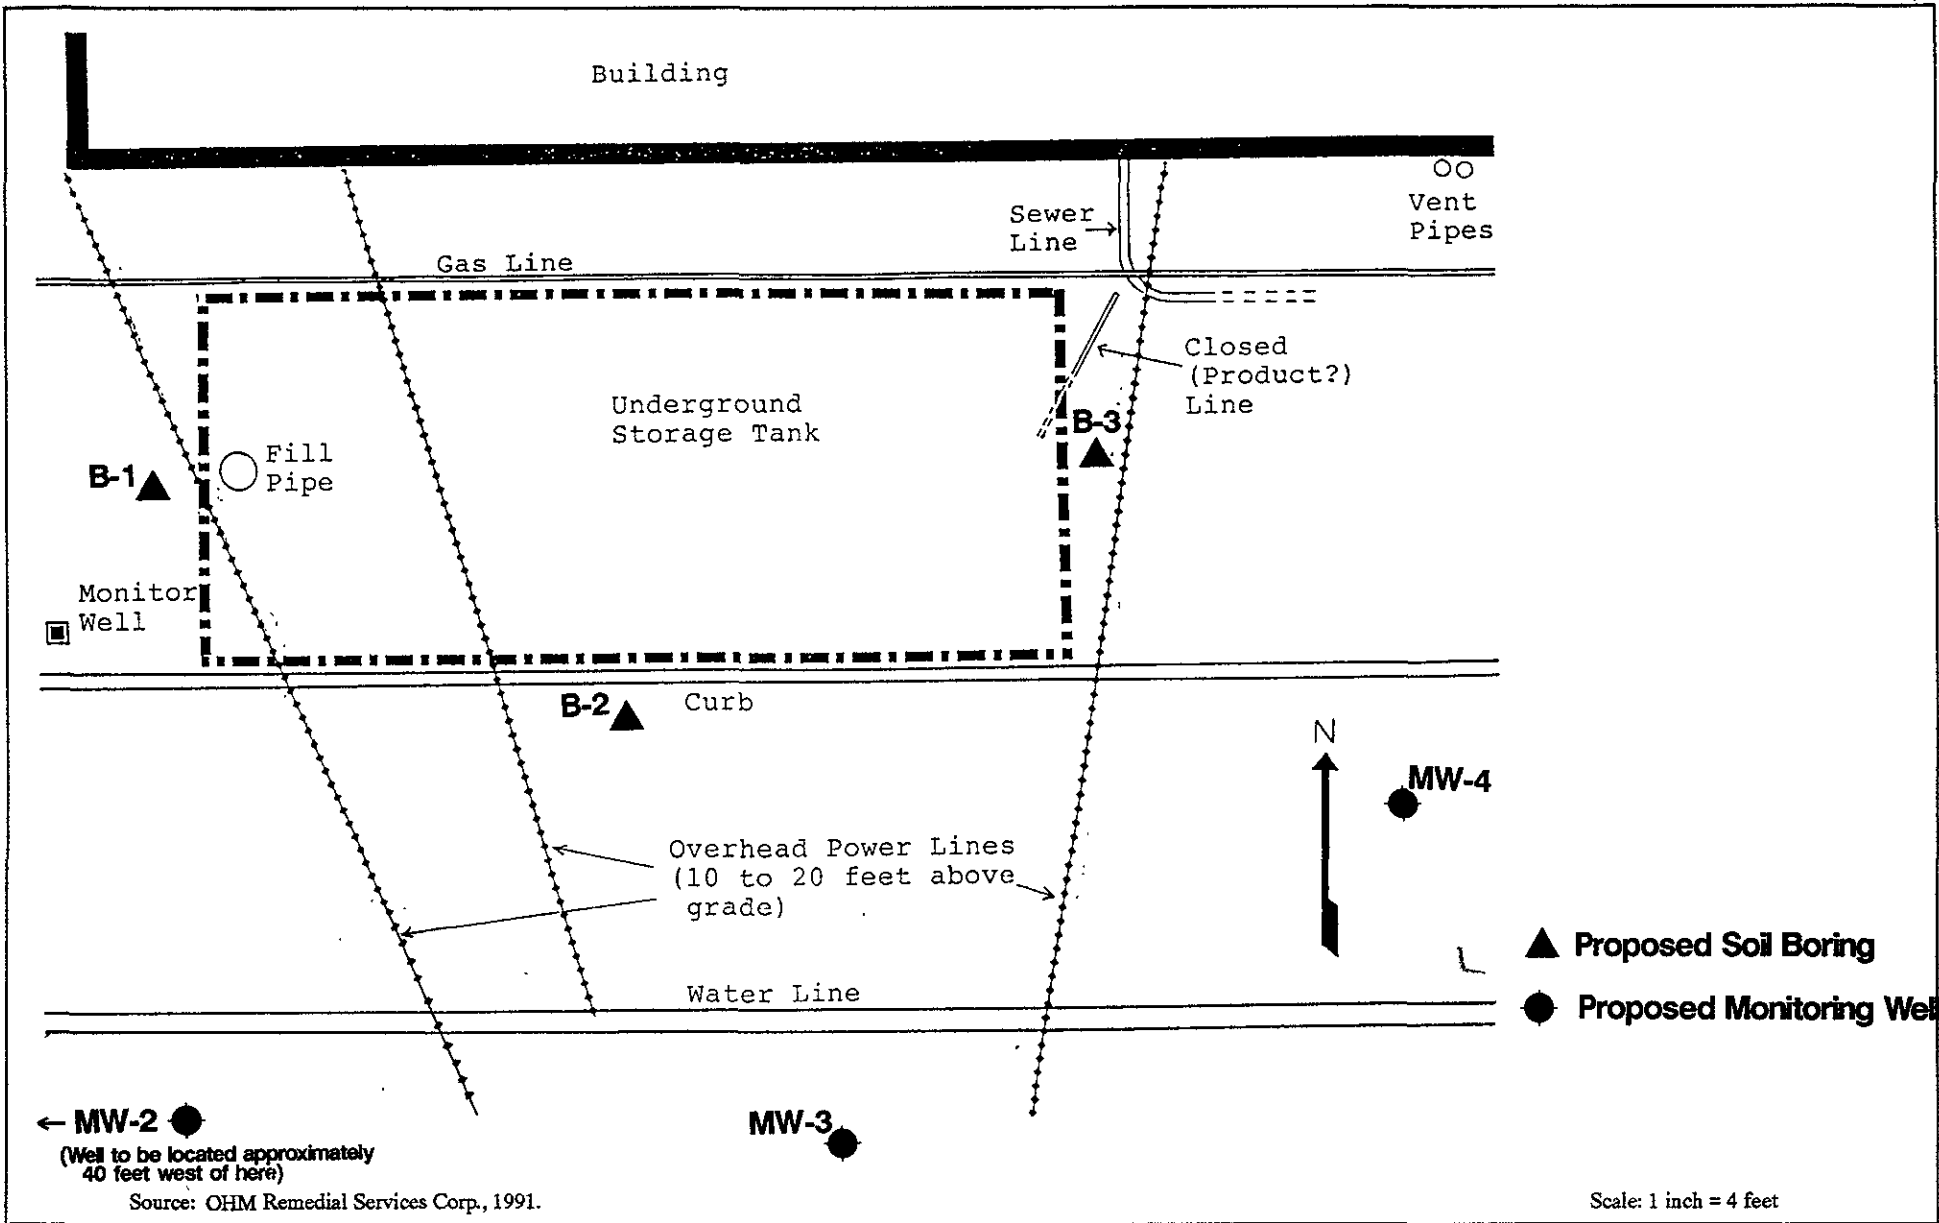 Building
Sewer
Line
Vent
Pipes
Gas Line
Closed
(Product?)
Line
Underground
Storage Tank
B-3
B-1
Fill
Pipe
Monitor
Well
B-2
Curb
N
MW-4
Overhead Power Lines
(10 to 20 feet above
grade)
Proposed Soil Boring
Water Line
Proposed Monitoring Well
← MW-2
(Well to be located approximately
40 feet west of here)
MW-3
Source: OHM Remedial Services Corp., 1991.
Scale: 1 inch = 4 feet